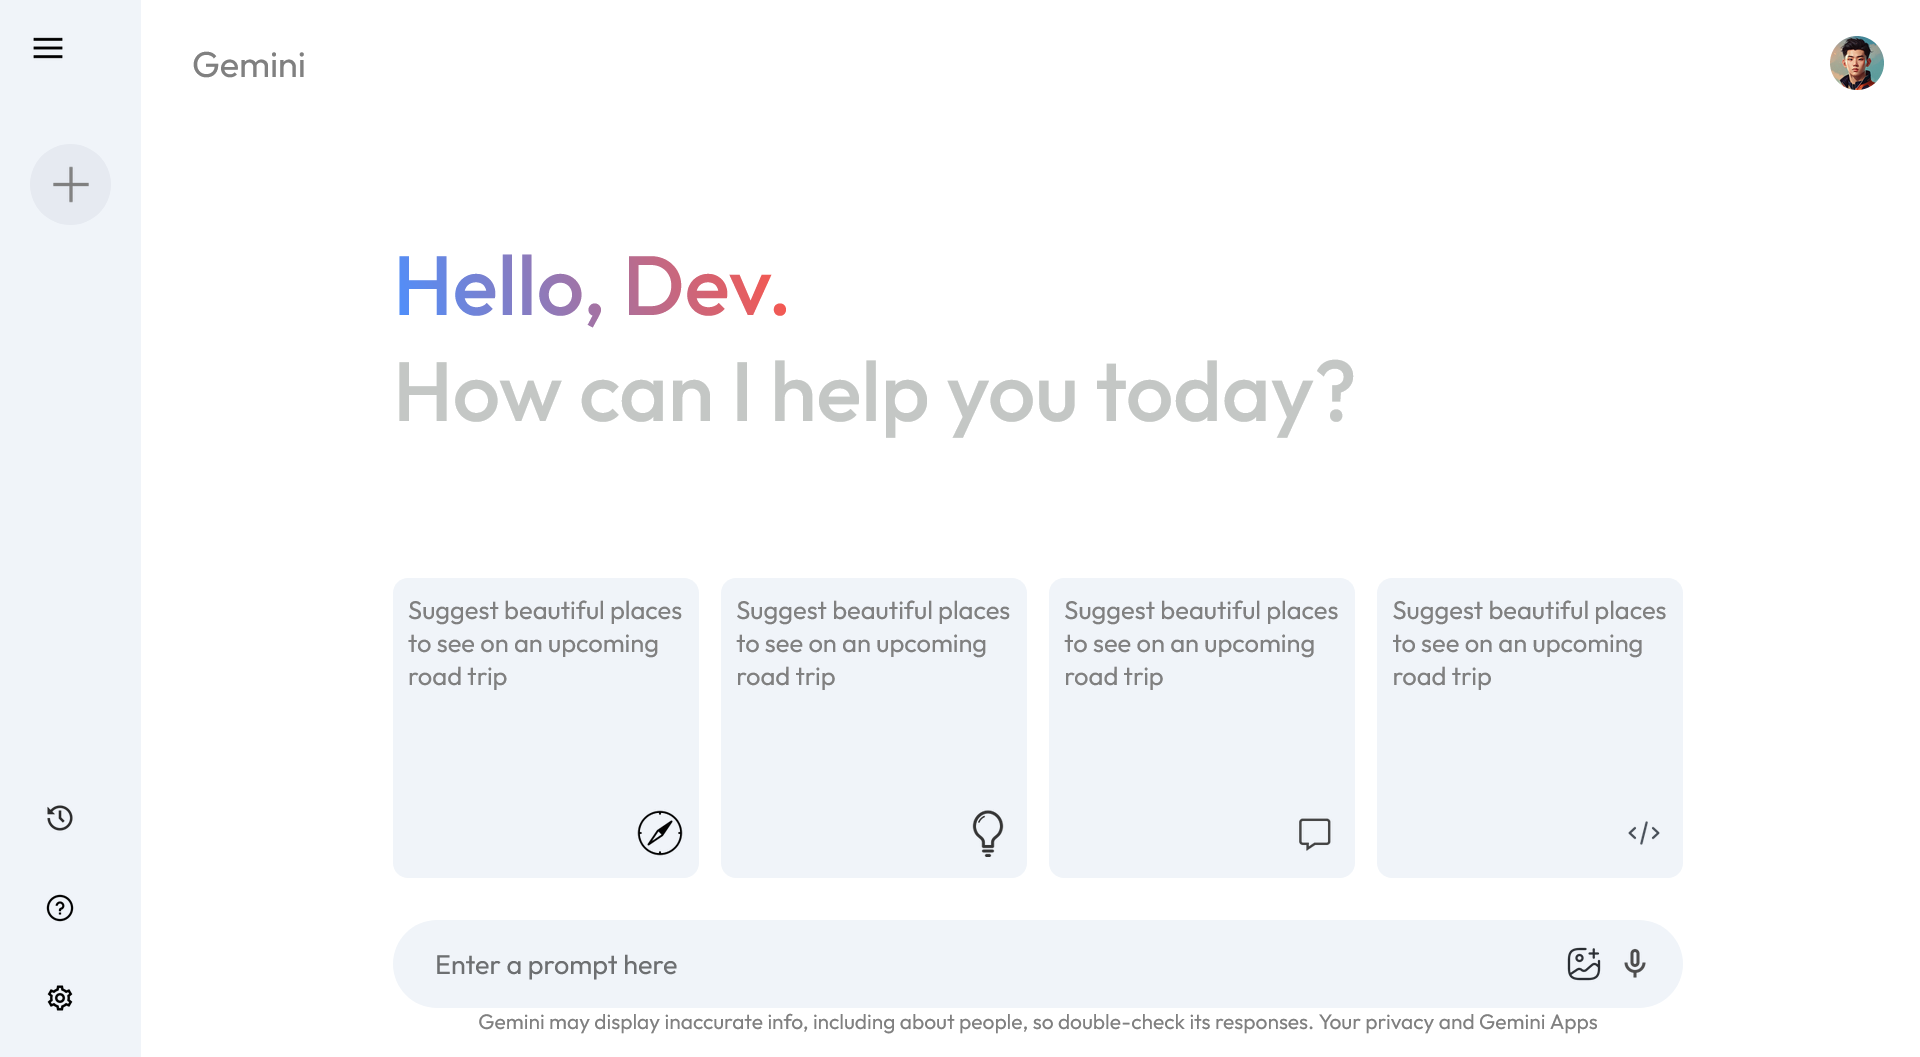 Gemini
Hello, Dev.
How can I help you today?
Suggest beautiful places
to see on an upcoming
road trip
Suggest beautiful places
to see on an upcoming
road trip
Suggest beautiful places
to see on an upcoming
road trip
Suggest beautiful places
to see on an upcoming
road trip
Enter a prompt here
Gemini may display inaccurate info, including about people, so double-check its responses. Your privacy and Gemini Apps